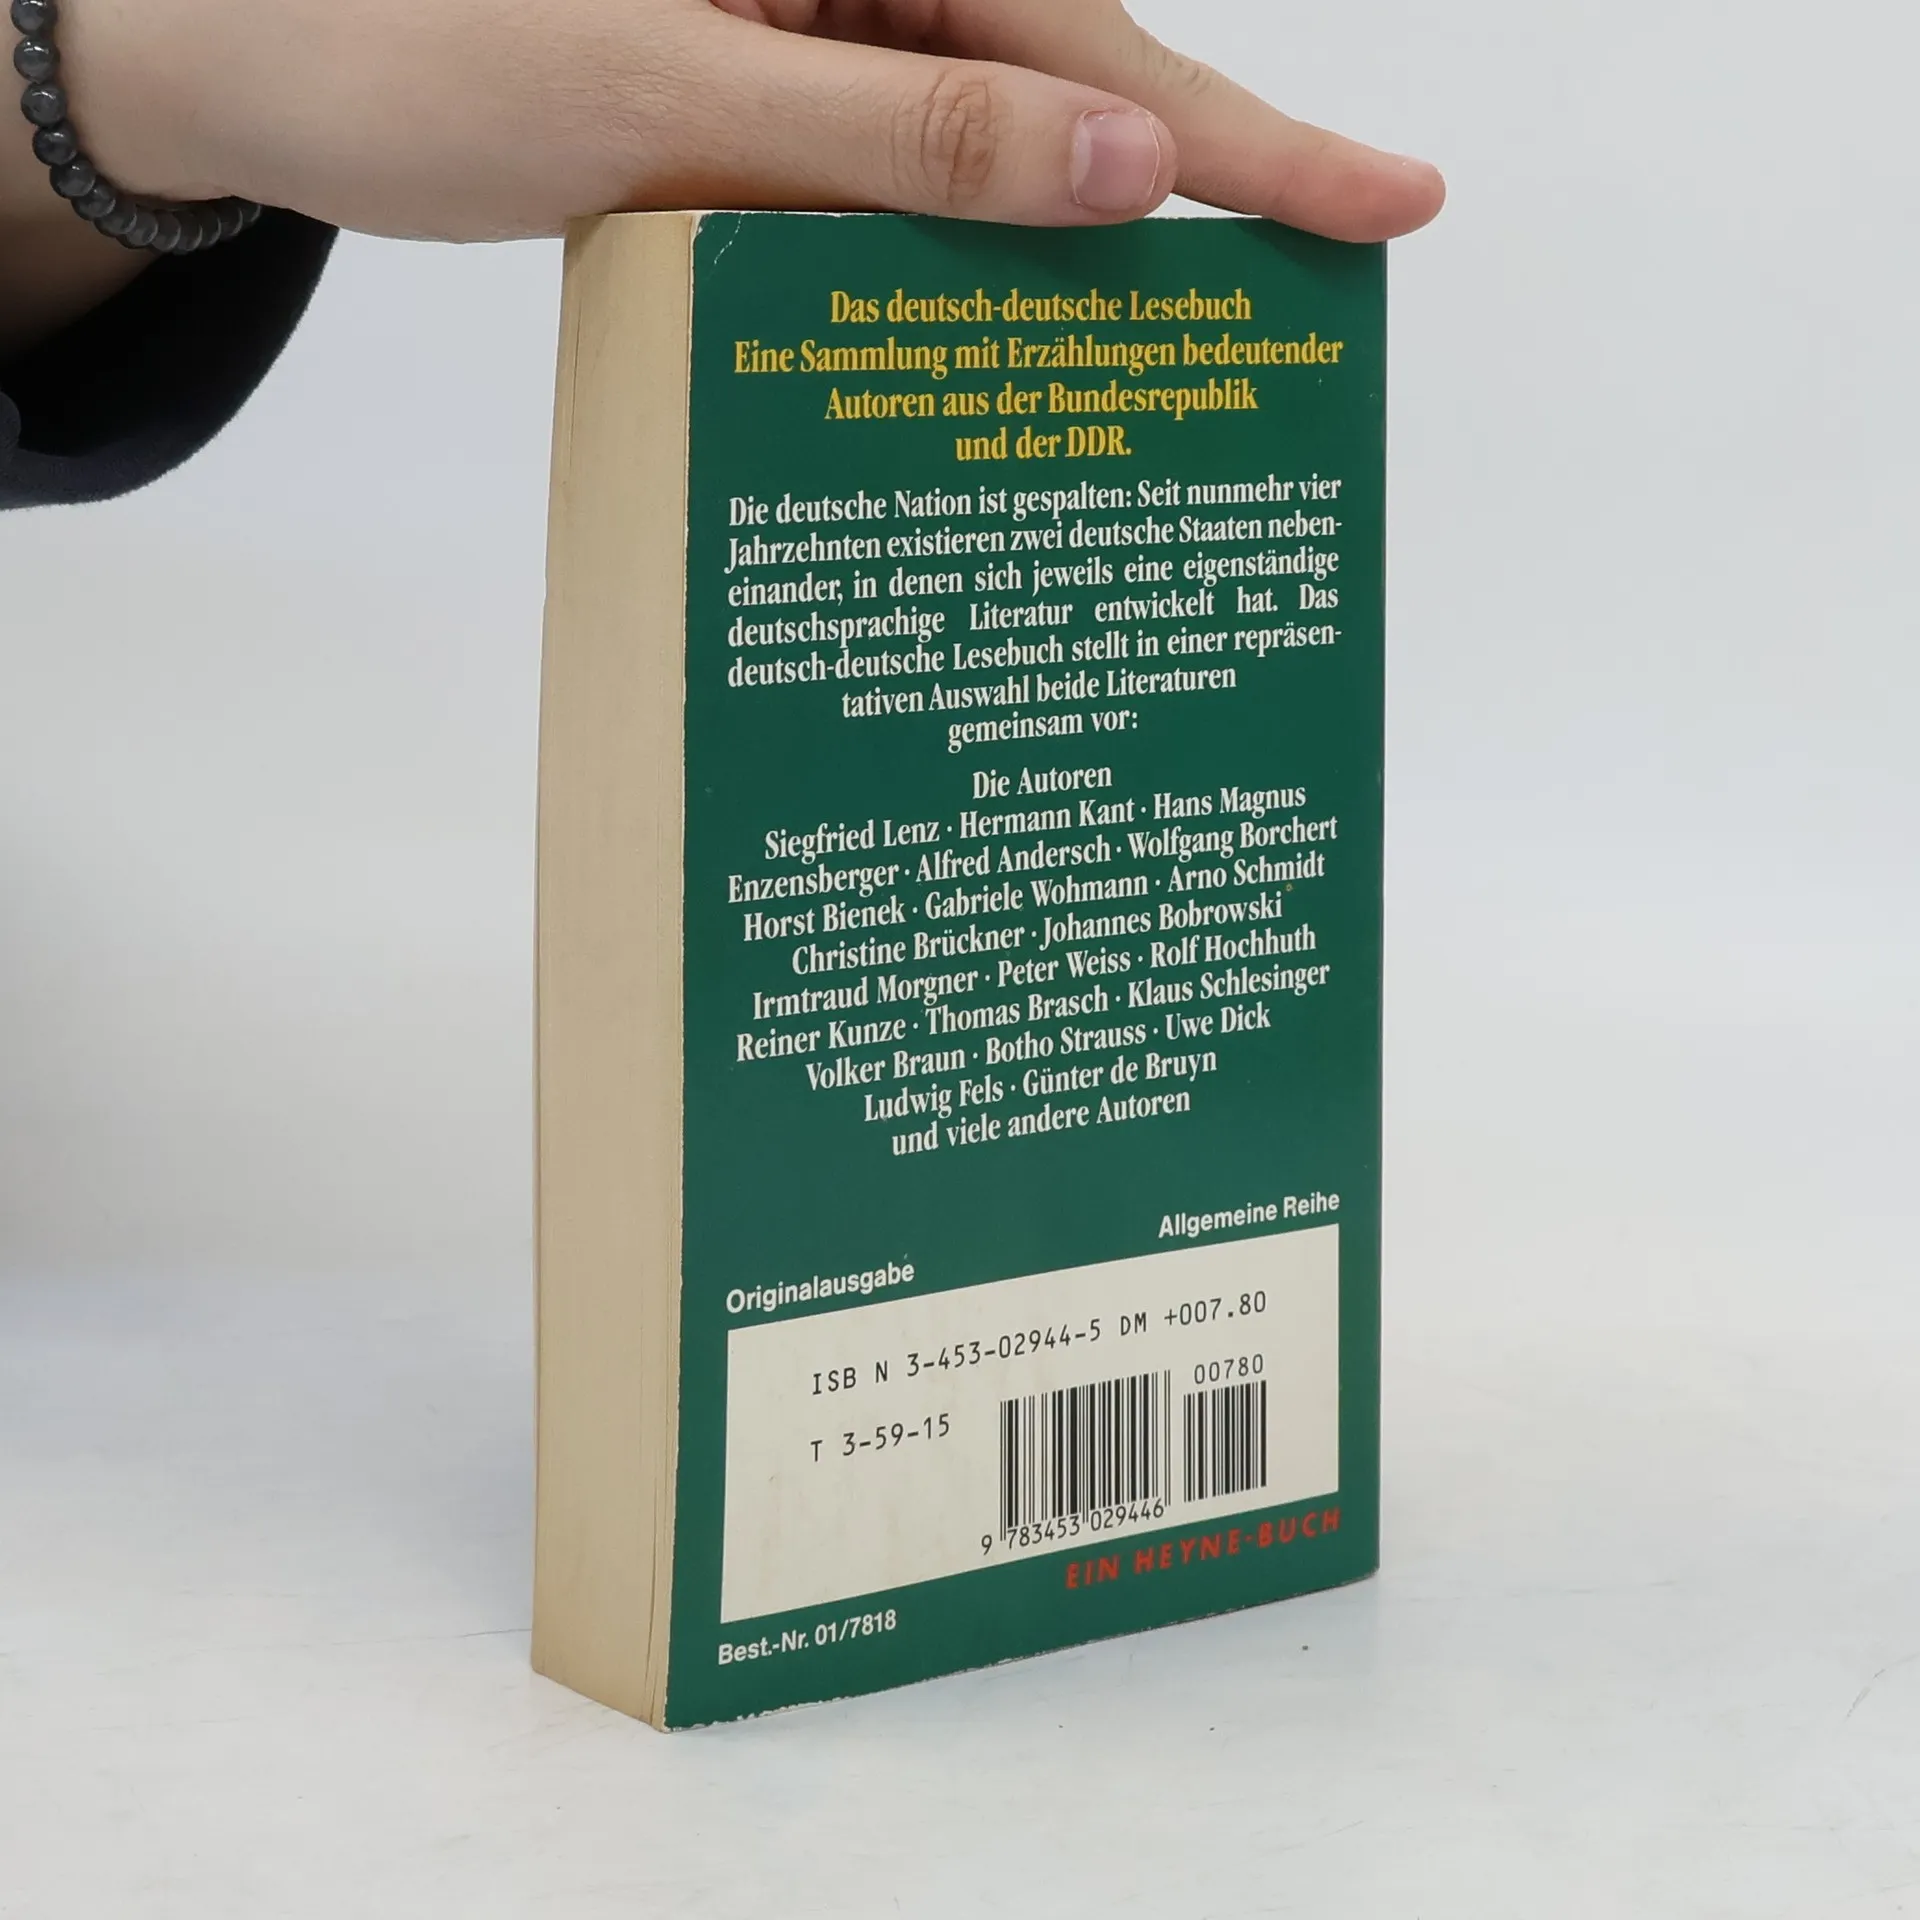 Das deutsch-deutsche Lesebuch
Eine Sammlung mit Erzählungen bedeutender
Autoren aus der Bundesrepublik
und der DDR.
Die deutsche Nation ist gespalten: Seit nunmehr vier
Jahrzehnten existieren zwei deutsche Staaten neben-
einander, in denen sich jeweils eine eigenständige
deutschsprachige Literatur entwickelt hat. Das
deutsch-deutsche Lesebuch stellt in einer repräsen-
tativen Auswahl beide Literaturen
gemeinsam vor:
Die Autoren
Siegfried Lenz · Hermann Kant · Hans Magnus
Enzensberger · Alfred Andersch · Wolfgang Borchert
Horst Bienek · Gabriele Wohmann · Arno Schmidt
Christine Brückner · Johannes Bobrowski
Irmtraud Morgner · Peter Weiss · Rolf Hochhuth
Reiner Kunze · Thomas Brasch · Klaus Schlesinger
Volker Braun · Botho Strauss · Uwe Dick
Ludwig Fels · Günter de Bruyn
und viele andere Autoren
Allgemeine Reihe
Originalausgabe
ISB N 3-453-02944-5 DM +007.80
00780
T 3-59-15
9 783453 029446
EIN HEYNE-BUCH
Best.-Nr. 01/7818